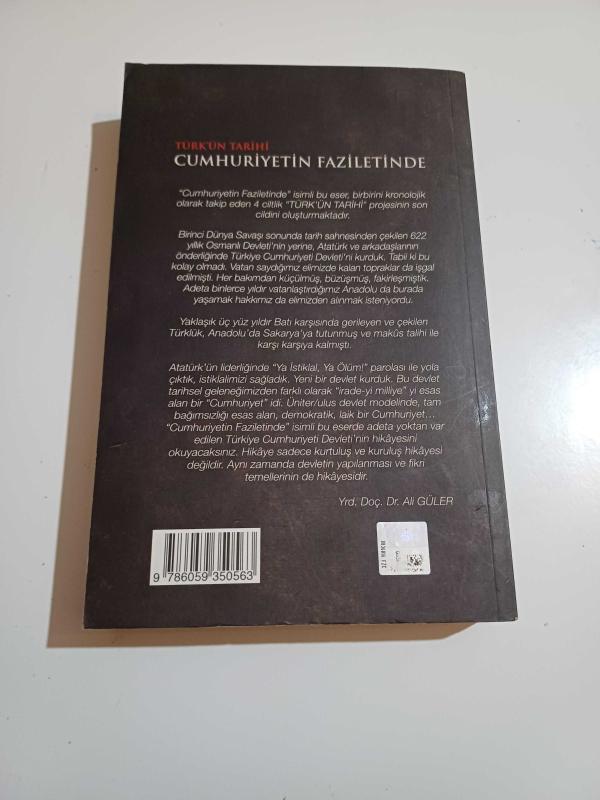 TÜRK'ÜN TARİHİ
CUMHURİYETİN FAZİLETİNDE
"Cumhuriyetin Faziletinde" isimli bu eser, birbirini kronolojik
olarak takip eden 4 ciltlik "TÜRK'ÜN TARİHİ" projesinin son
cildini oluşturmaktadır.
Birinci Dünya Savaşı sonunda tarih sahnesinden çekilen 622
yıllık Osmanlı Devleti'nin yerine, Atatürk ve arkadaşlarının
önderliğinde Türkiye Cumhuriyeti Devleti'ni kurduk. Tabii ki bu
kolay olmadı. Vatan saydığımız elimizde kalan topraklar da işgal
edilmişti. Her bakımdan küçülmüş, büzüşmüş, fakirleşmiştik.
Adeta binlerce yıldır vatanlaştırdığımız Anadolu da burada
yaşamak hakkımız da elimizden alınmak isteniyordu.
Yaklaşık üç yüz yıldır Batı karşısında gerileyen ve çekilen
Türklük, Anadolu'da Sakarya'ya tutunmuş ve makûs talihi ile
karşı karşıya kalmıştı.
Atatürk'ün liderliğinde "Ya İstiklal, Ya Ölüm!" parolası ile yola
çıktık, istiklalimizi sağladık. Yeni bir devlet kurduk. Bu devlet
tarihsel geleneğimizden farklı olarak "irade-yi milliye" yi esas
alan bir "Cumhuriyet" idi. Üniter/ulus devlet modelinde, tam
bağımsızlığı esas alan, demokratik, laik bir Cumhuriyet...
"Cumhuriyetin Faziletinde" isimli bu eserde adeta yoktan var
edilen Türkiye Cumhuriyeti Devleti'nin hikâyesini
okuyacaksınız. Hikâye sadece kurtuluş ve kuruluş hikâyesi
değildir. Aynı zamanda devletin yapılanması ve fikri
temellerinin de hikâyesidir.
Yrd. Doç. Dr. Ali GÜLER
9 786059 350563